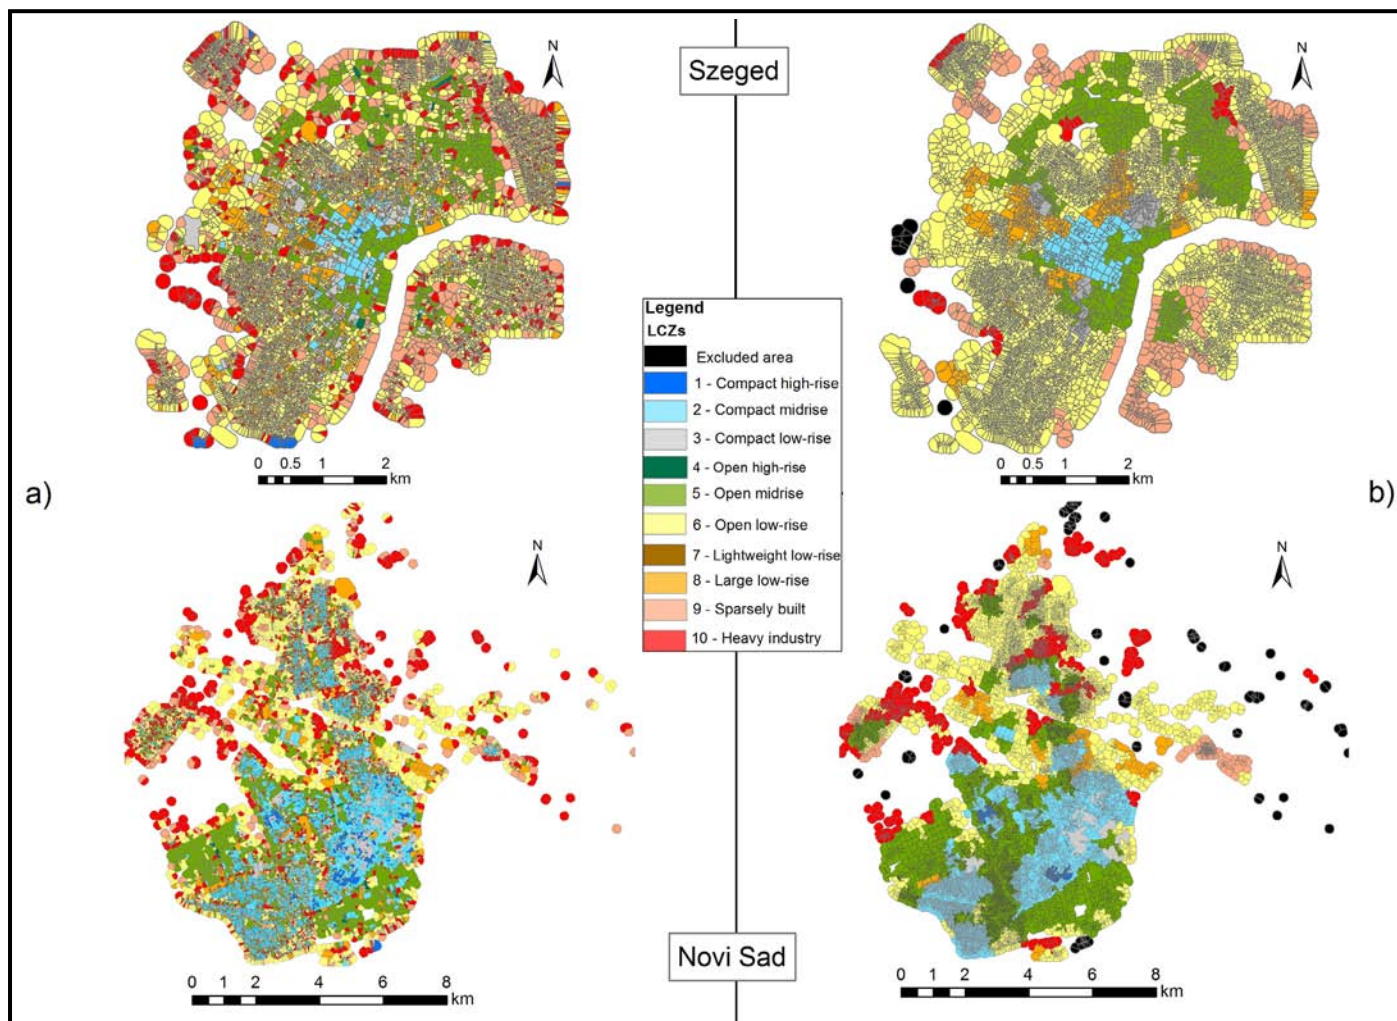 Szeged
N
N
Legend
LCZs
Excluded area
1 - Compact high-rise
2 - Compact midrise
3 - Compact low-rise
4 - Open high-rise
5 - Open midrise
6 - Open low-rise
7 - Lightweight low-rise
8 - Large low-rise
9 - Sparsely built
10 - Heavy industry
0 0.5 1 2
km
0 0.5 1 2
km
a)
b)
N
N
Novi Sad
0 1 2 4 6 8
km
0 1 2 4 6 8
km